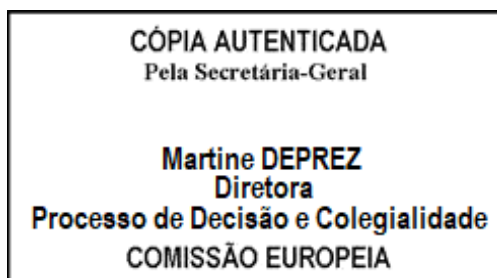 CÓPIA AUTENTICADA
Pela Secretária-Geral
Martine DEPREZ
Diretora
Processo de Decisão e Colegialidade
COMISSÃO EUROPEIA